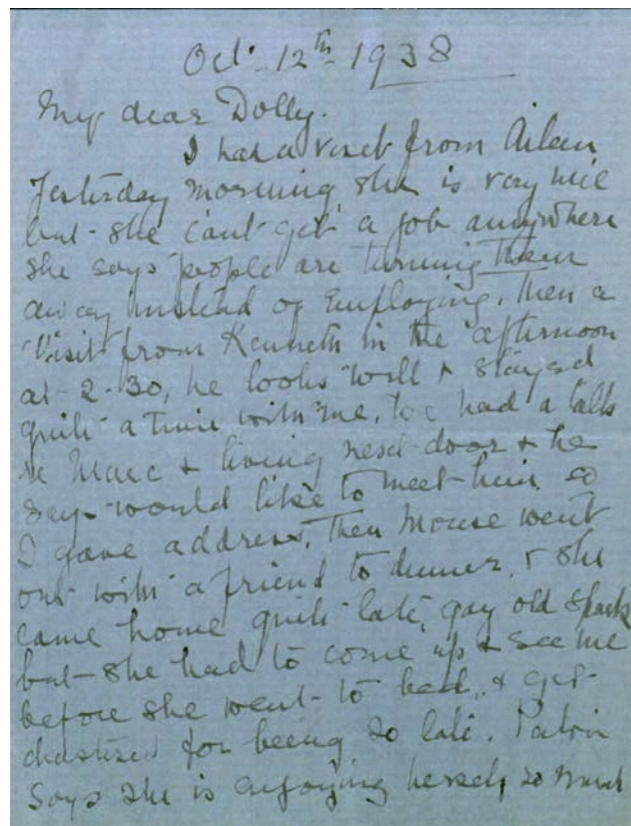 Oct. 12th 1938
My dear Dolly.
I had a visit from Aileen
yesterday morning, she is very nice
but she can't get a job anywhere
she says people are turning them
away instead of Employing. Then a
Visit from Kenneth in the afternoon
at 2-30, he looks well & stayed
quite a time with me, we had a talk
re Marc & living next-door & he
says would like to meet him so
I gave address, Then Mouse went
out with a friend to dinner, & she
came home quite late, gay old spark
but she had to come up & see me
before she went to bed, & get
chastised for being so late.
says she is enjoying herself so much